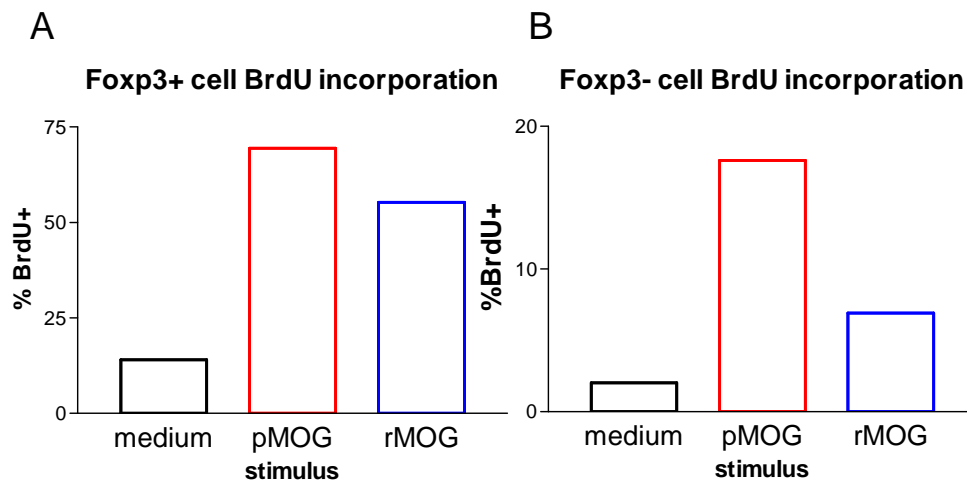 A
Foxp3+ cell BrdU incorporation
% BrdU+
75
50
25
0
medium pMOG rMOG
stimulus
B
Foxp3- cell BrdU incorporation
%BrdU+
20
10
0
medium pMOG rMOG
stimulus